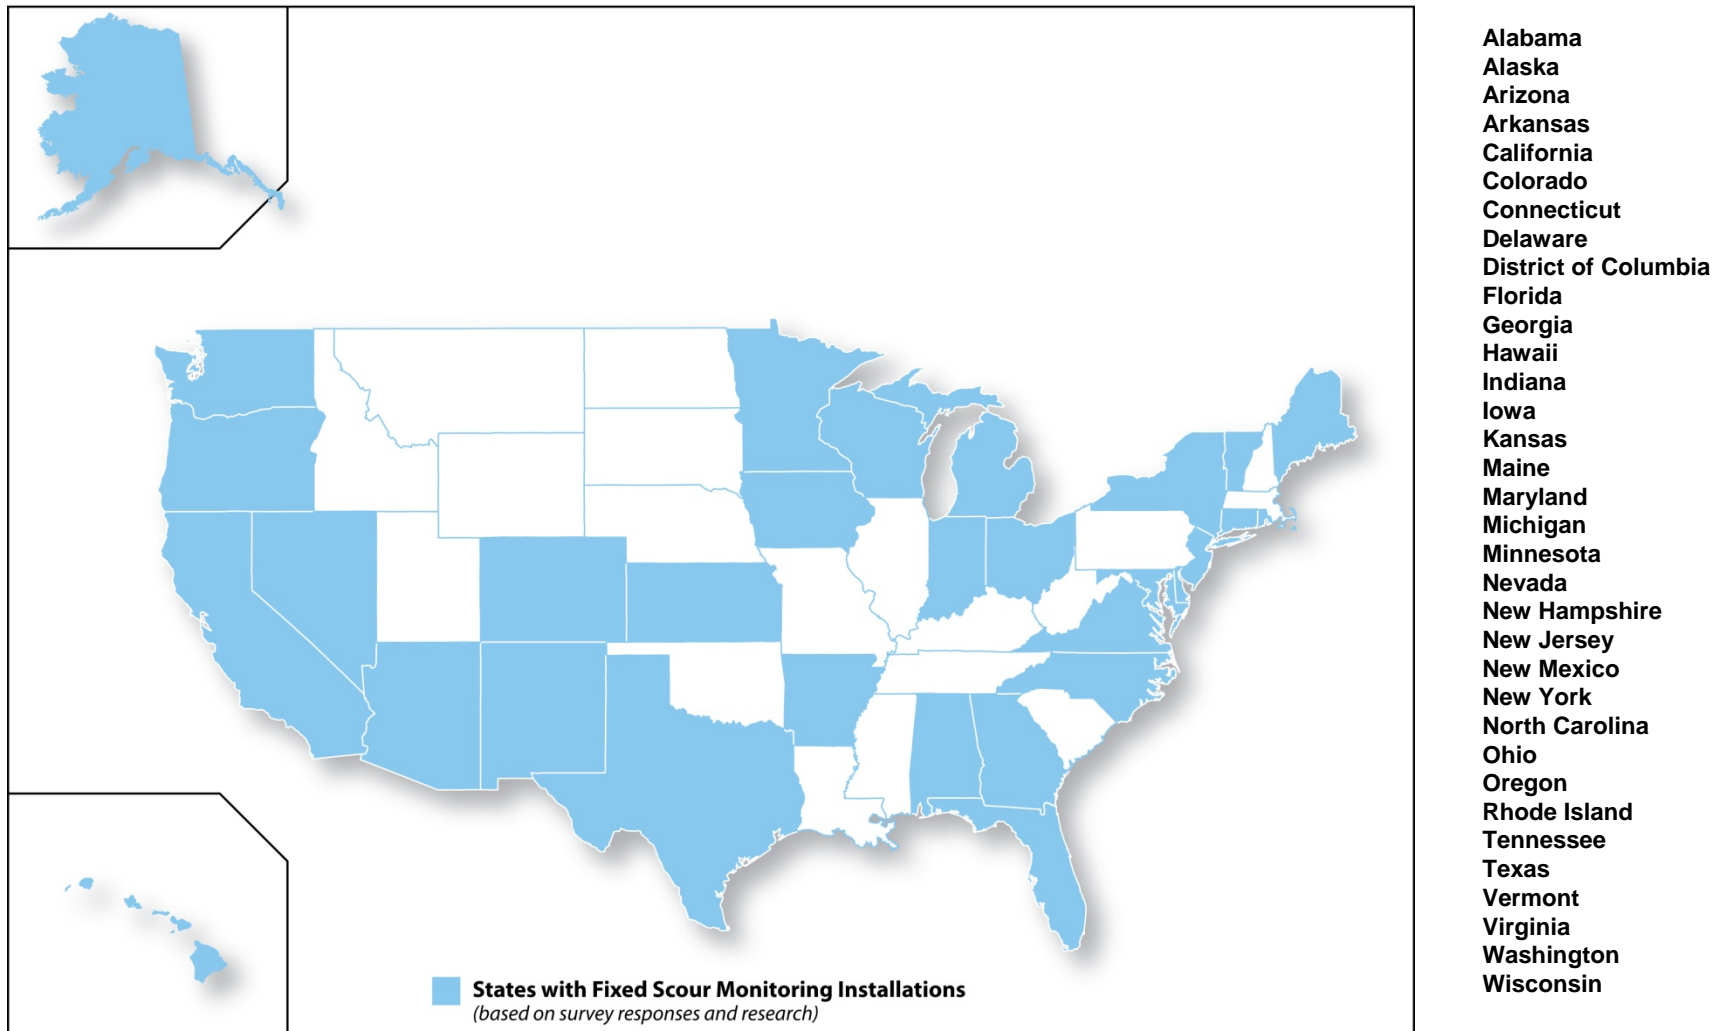 Alabama
Alaska
Arizona
Arkansas
California
Colorado
Connecticut
Delaware
District of Columbia
Florida
Georgia
Hawaii
Indiana
Iowa
Kansas
Maine
Maryland
Michigan
Minnesota
Nevada
New Hampshire
New Jersey
New Mexico
New York
North Carolina
Ohio
Oregon
Rhode Island
Tennessee
Texas
Vermont
Virginia
Washington
Wisconsin
States with Fixed Scour Monitoring Installations
(based on survey responses and research)